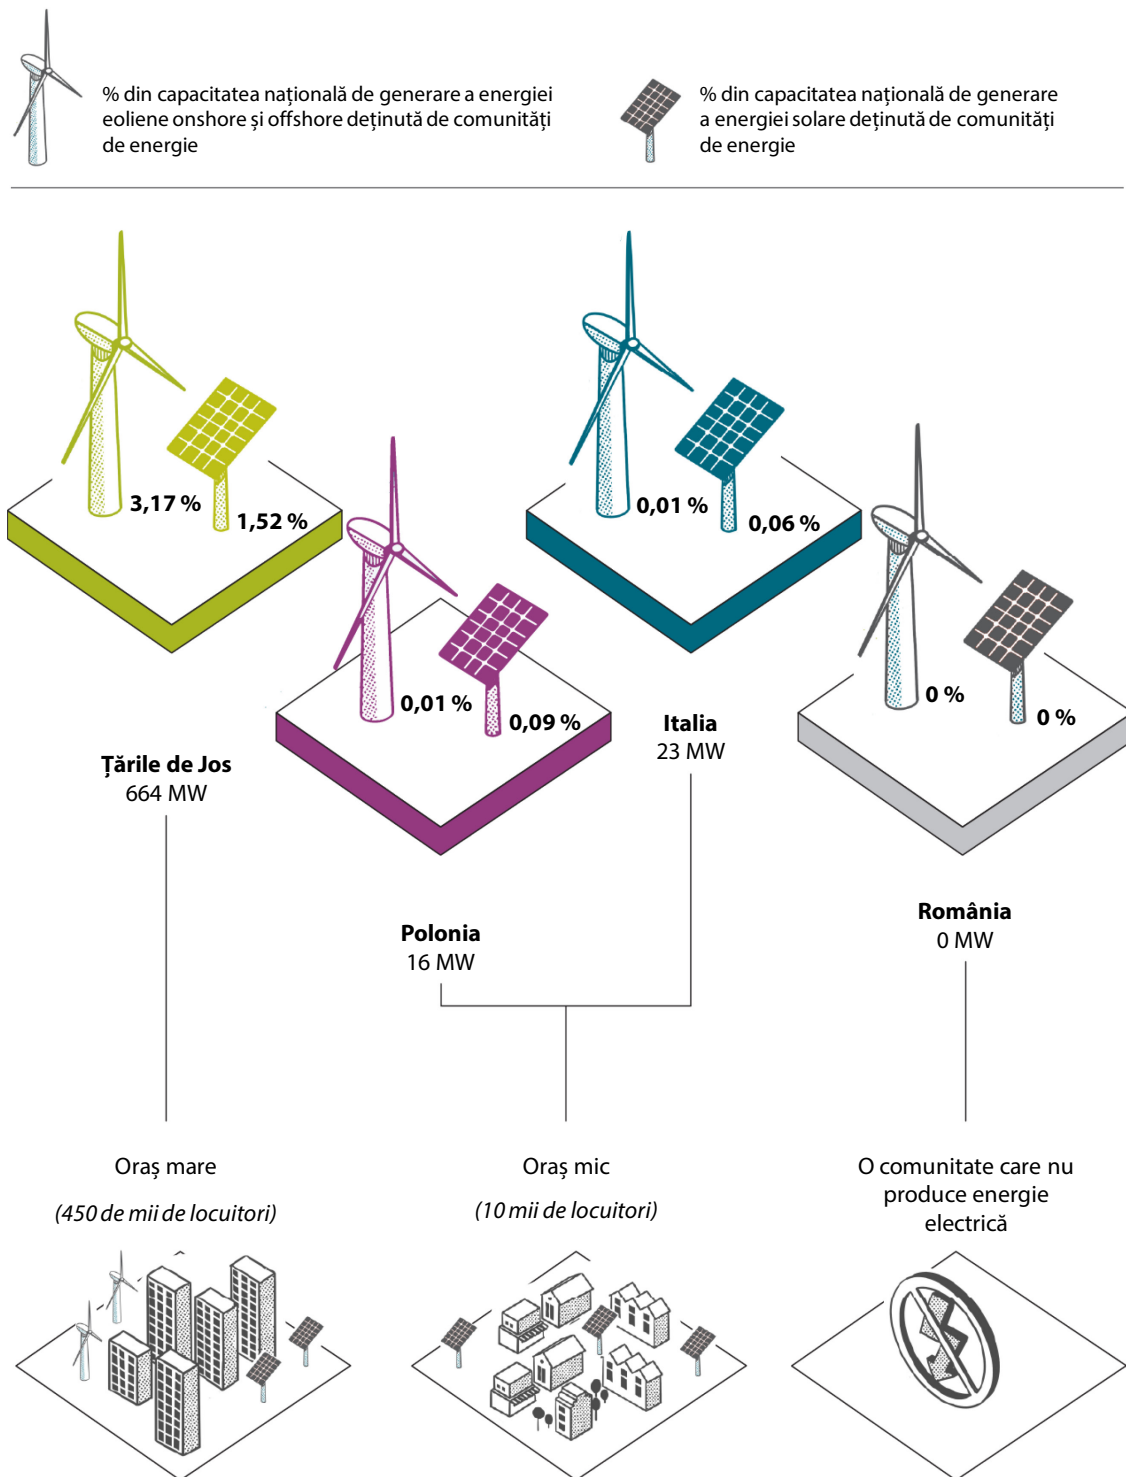 % din capacitatea națională de generare a energiei
eoliene onshore și offshore deținută de comunități
de energie
% din capacitatea națională de generare
a energiei solare deținută de comunități
de energie
3,17 %
1,52 %
0,01 %
0,06 %
0,01 %
0,09 %
0 %
0 %
Țările de Jos
664 MW
Italia
23 MW
Polonia
16 MW
România
0 MW
Oraș mare
(450 de mii de locuitori)
Oraș mic
(10 mii de locuitori)
O comunitate care nu
produce energie
electrică